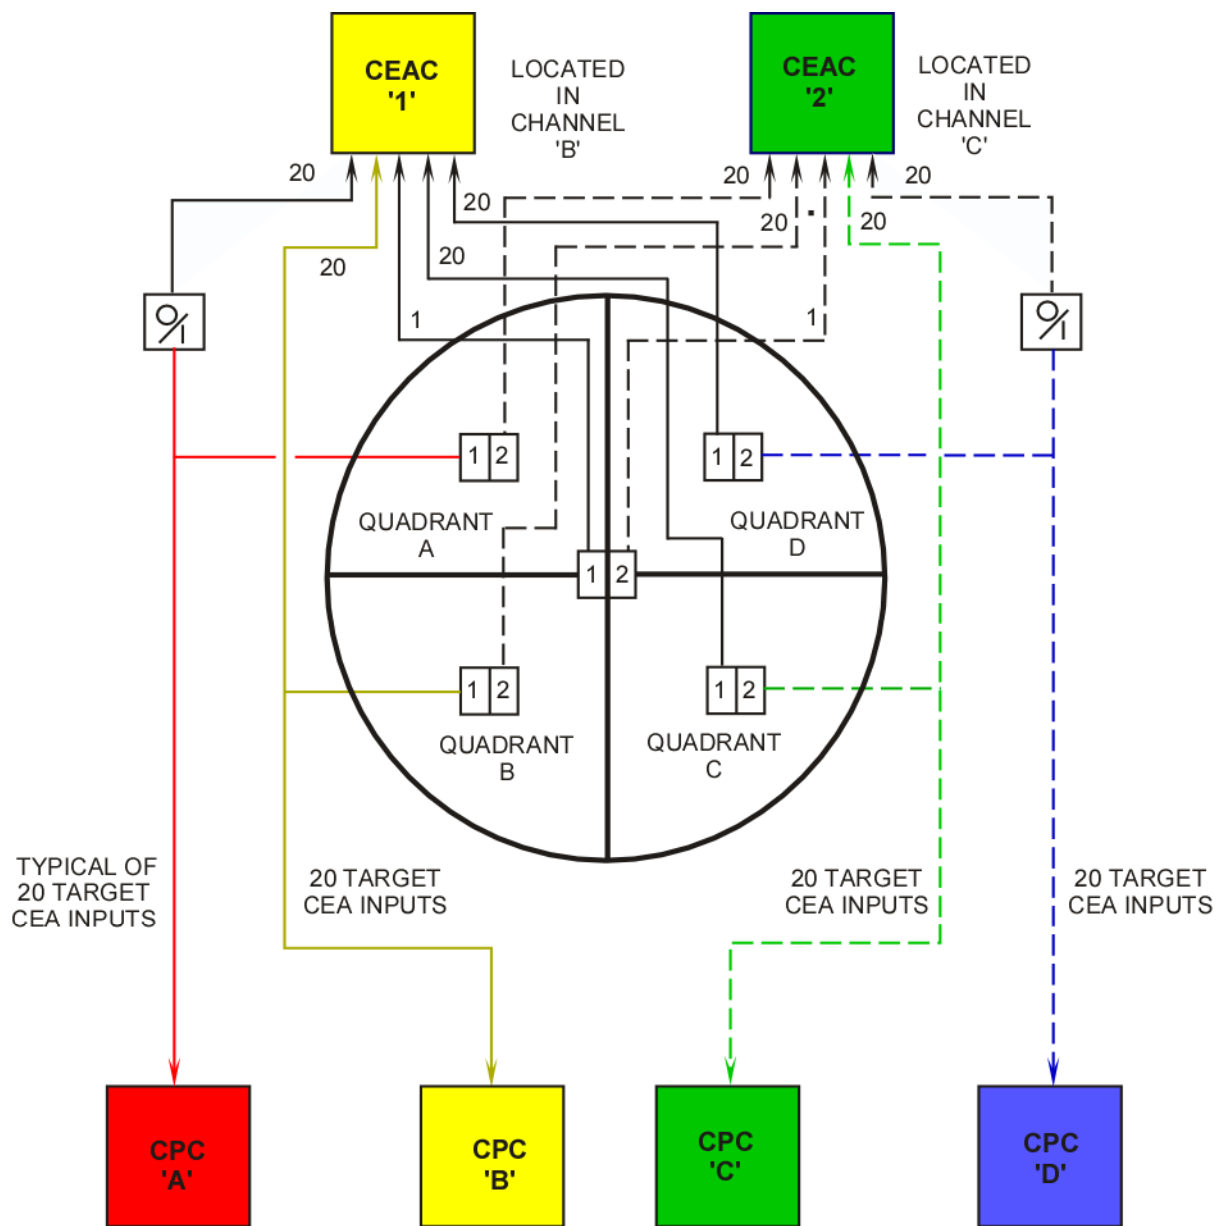 CEAC
'1'
LOCATED
IN
CHANNEL
'B'
CEAC
'2'
LOCATED
IN
CHANNEL
'C'
20
20
20
20
20
20
20
20
1
1
O/I
O/I
1 2
1 2
QUADRANT
A
QUADRANT
D
1 2
1 2
1 2
QUADRANT
B
QUADRANT
C
TYPICAL OF
20 TARGET
CEA INPUTS
20 TARGET
CEA INPUTS
20 TARGET
CEA INPUTS
20 TARGET
CEA INPUTS
CPC
'A'
CPC
'B'
CPC
'C'
CPC
'D'